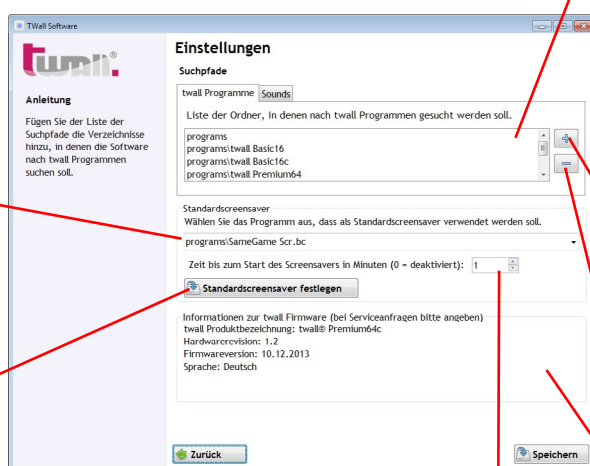 TWall Software
twall®
Einstellungen
Suchpfade
Anleitung
Fügen Sie der Liste der
Suchpfade die Verzeichnisse
hinzu, in denen die Software
nach twall Programmen
suchen soll.
twall Programme Sounds
Liste der Ordner, in denen nach twall Programmen gesucht werden soll.
programs
programs\twall Basic16
programs\twall Basic16c
programs\twall Premium64
Standardscreensaver
Wählen Sie das Programm aus, dass als Standardscreensaver verwendet werden soll.
programs\SameGame Scr.bc
Zeit bis zum Start des Screensavers in Minuten (0 = deaktiviert): 1
Standardscreensaver festlegen
Informationen zur twall Firmware (bei Serviceanfragen bitte angeben)
twall Produktbezeichnung: twall® Premium64c
Hardwarerevision: 1.2
Firmwareversion: 10.12.2013
Sprache: Deutsch
Zurück Speichern